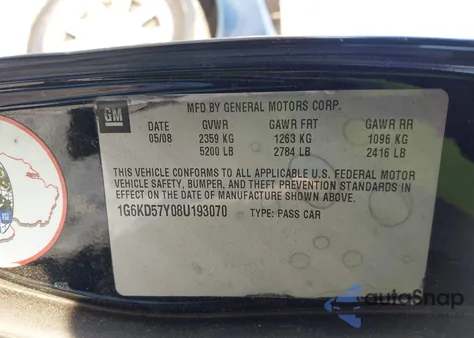 GM
MFD BY GENERAL MOTORS CORP.
DATE GVWR GAWR FRT GAWR RR
05/08 2359 KG 1263 KG 1096 KG
5200 LB 2784 LB 2416 LB
THIS VEHICLE CONFORMS TO ALL APPLICABLE U.S. FEDERAL MOTOR
VEHICLE SAFETY, BUMPER, AND THEFT PREVENTION STANDARDS IN
EFFECT ON THE DATE OF MANUFACTURE SHOWN ABOVE.
1G6KD57Y08U193070 TYPE: PASS CAR
autoSnap